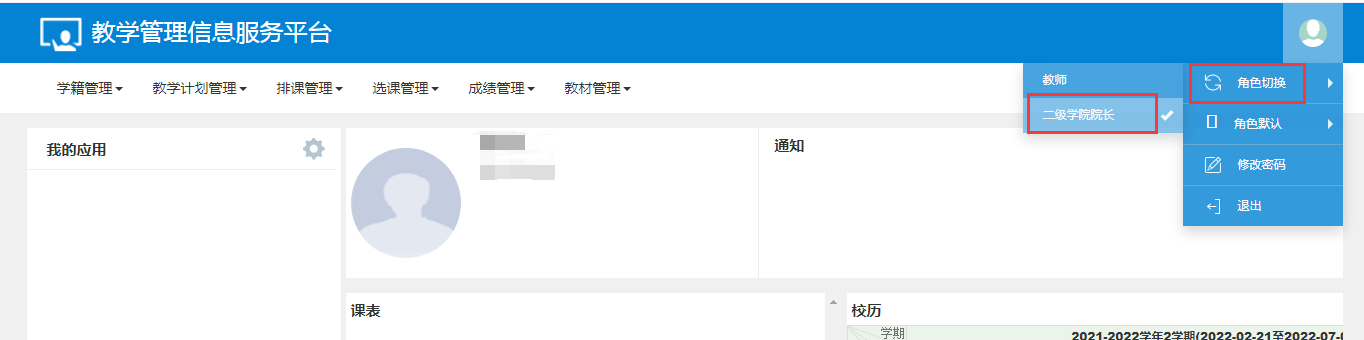 教学管理信息服务平台
学籍管理 教学计划管理 排课管理 选课管理 成绩管理 教材管理
教师
二级学院院长
角色切换
角色默认
修改密码
退出
我的应用
通知
课表
校历
学期
2021-2022学年2学期(2022-02-21至2022-07-0